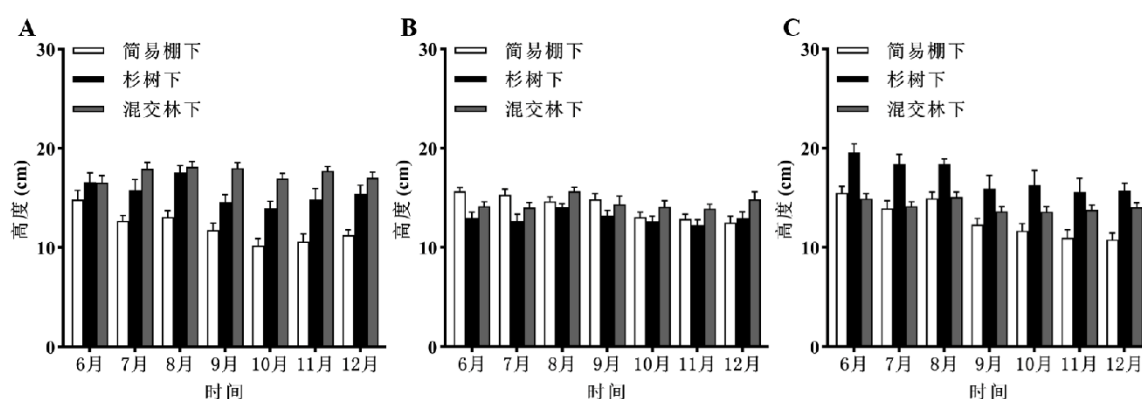 A
30
20
10
0
高度 (cm)
简易棚下
杉树下
混交林下
6月 7月 8月 9月 10月 11月 12月
时间
B
30
20
10
0
高度 (cm)
简易棚下
杉树下
混交林下
6月 7月 8月 9月 10月 11月 12月
时间
C
30
20
10
0
高度 (cm)
简易棚下
杉树下
混交林下
6月 7月 8月 9月 10月 11月 12月
时间